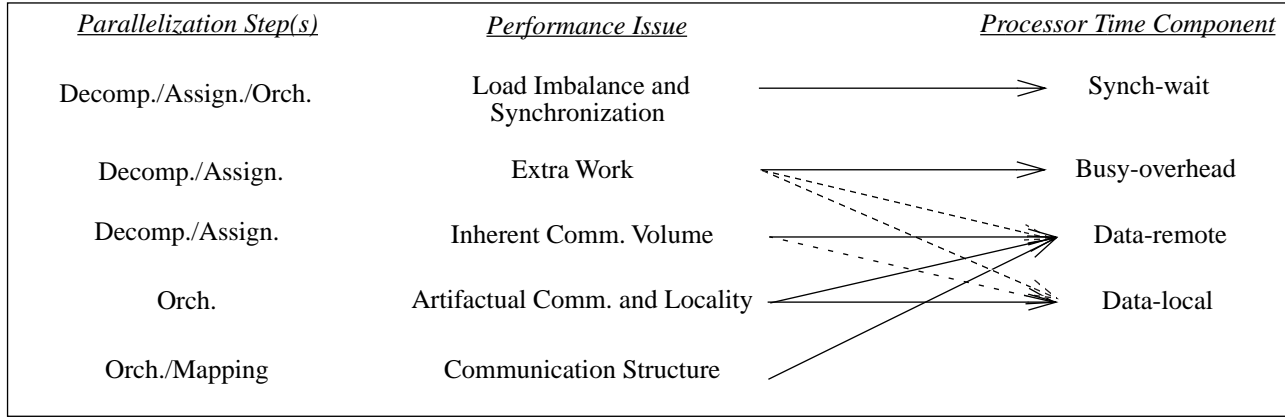 Parallelization Step(s) Performance Issue Processor Time Component
Decomp./Assign./Orch. Load Imbalance and Synch-wait
Synchronization
Decomp./Assign. Extra Work Busy-overhead
Decomp./Assign. Inherent Comm. Volume Data-remote
Orch. Artifactual Comm. and Locality Data-local
Orch./Mapping Communication Structure